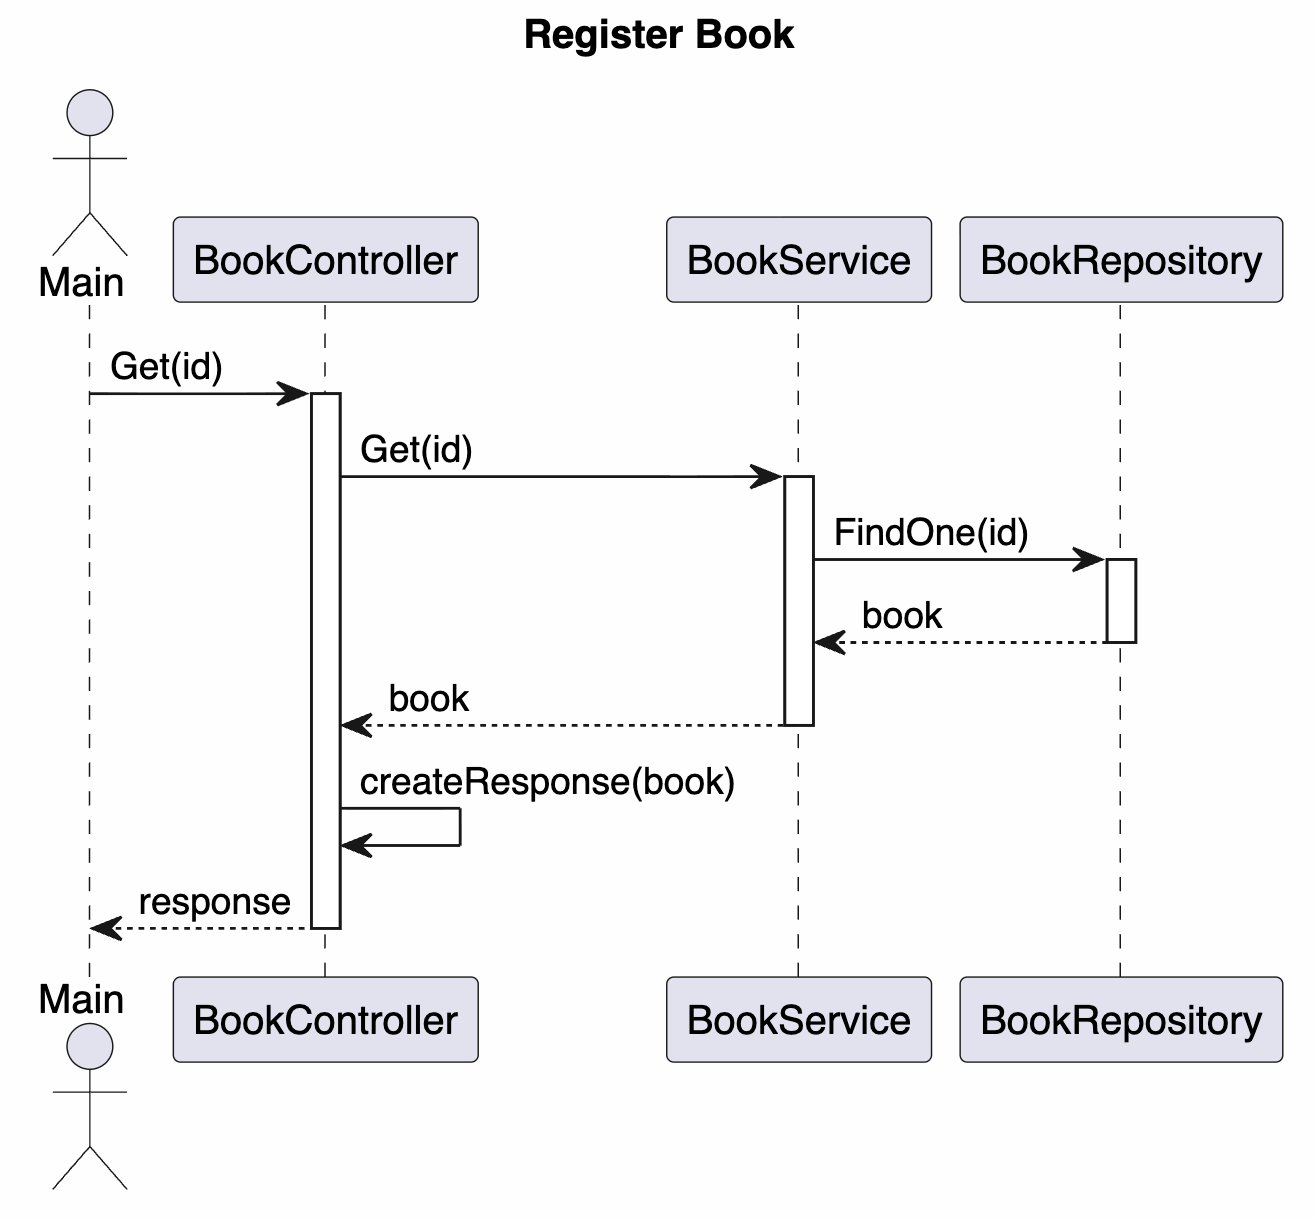 Register Book
Main
BookController
BookService
BookRepository
Get(id)
Get(id)
FindOne(id)
book
book
createResponse(book)
response
Main
BookController
BookService
BookRepository